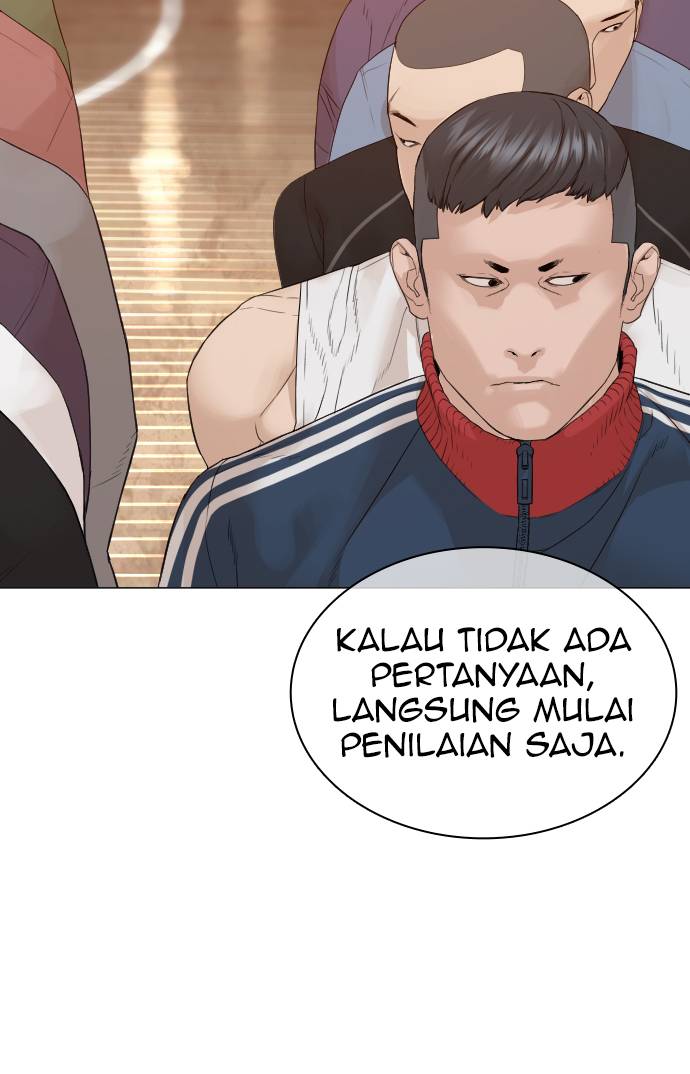 KALAU TIDAK ADA
PERTANYAAN,
LANGSUNG MULAI
PENILAIAN SAJA.